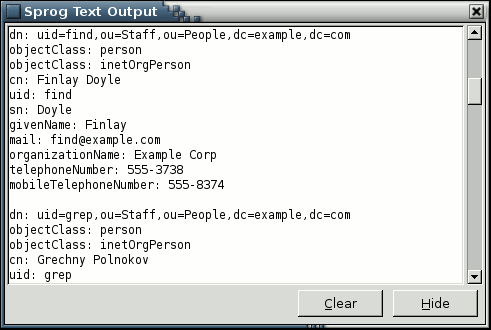 Sprog Text Output
dn: uid=find,ou=Staff,ou=People,dc=example,dc=com
objectClass: person
objectClass: inetOrgPerson
cn: Finlay Doyle
uid: find
sn: Doyle
givenName: Finlay
mail: find@example.com
organizationName: Example Corp
telephoneNumber: 555-3738
mobileTelephoneNumber: 555-8374

dn: uid=grep,ou=Staff,ou=People,dc=example,dc=com
objectClass: person
objectClass: inetOrgPerson
cn: Grechny Polnokov
uid: grep
Clear Hide